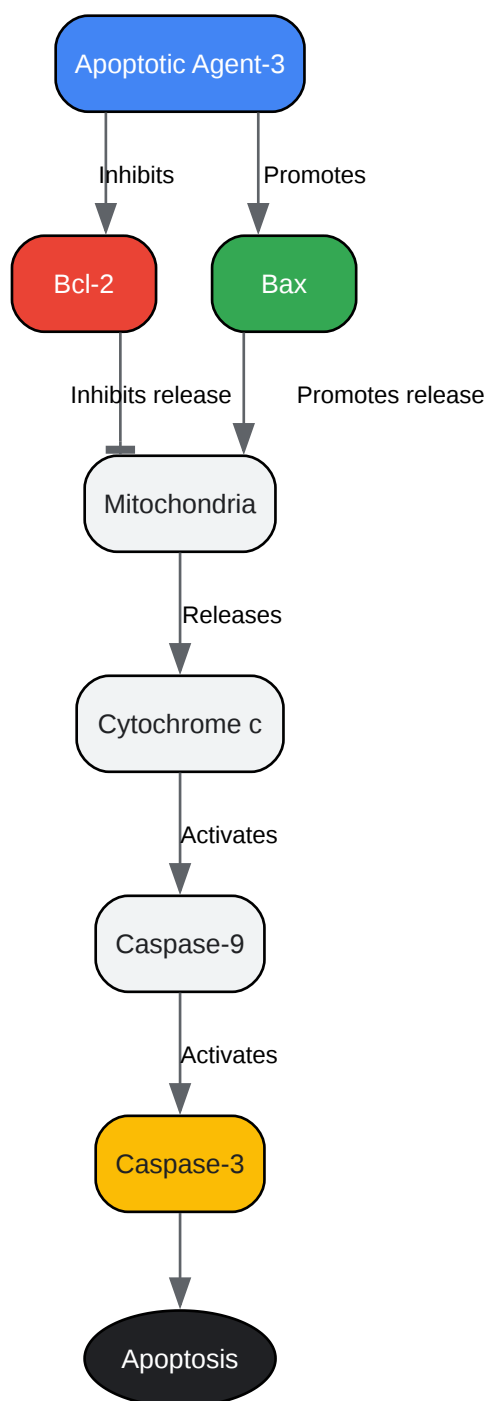 Apoptotic Agent-3
Inhibits
Promotes
Bcl-2
Bax
Inhibits release
Promotes release
Mitochondria
Releases
Cytochrome c
Activates
Caspase-9
Activates
Caspase-3
Apoptosis